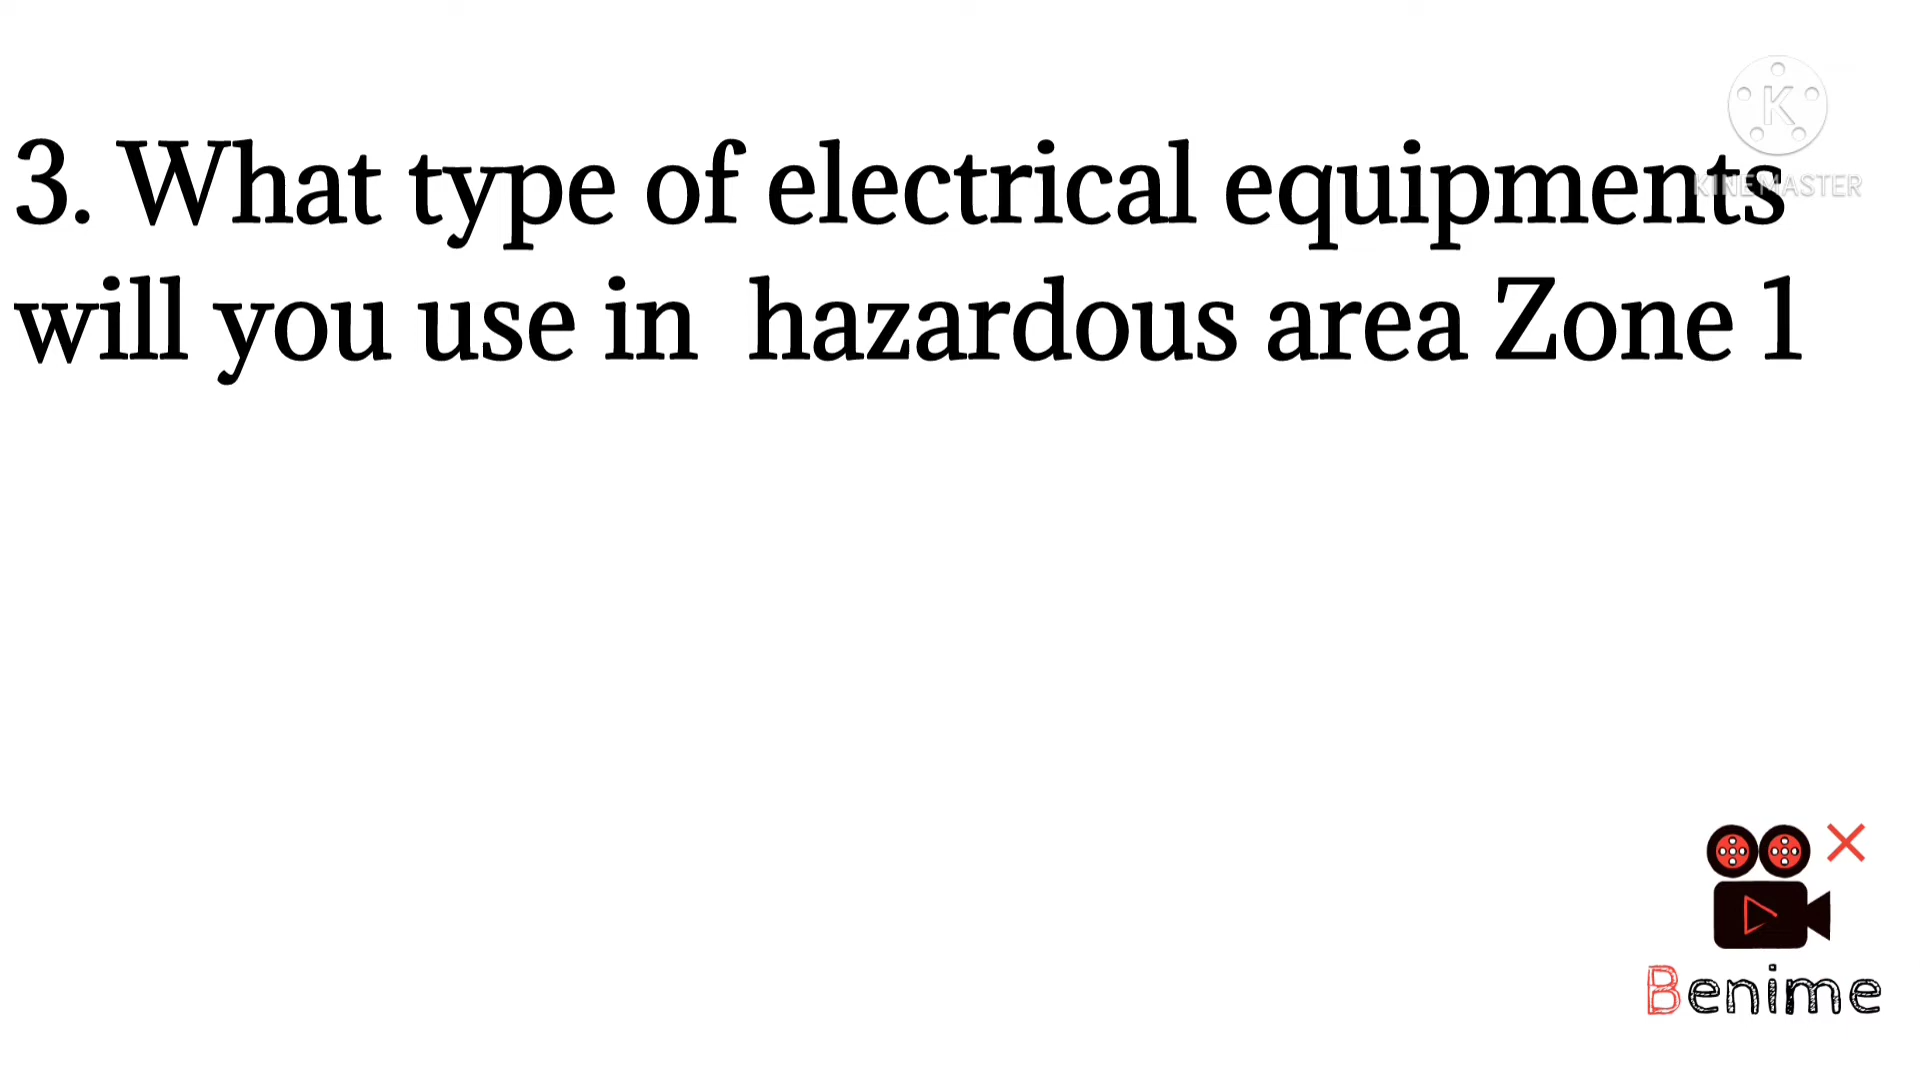 3. What type of electrical equipments
will you use in hazardous area Zone 1
K
KINEMASTER
Benime